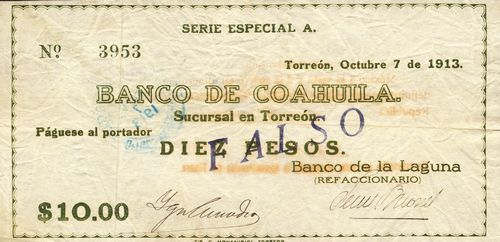 SERIE ESPECIAL A.
Nº 3953
Torreón, Octubre 7 de 1913.
BANCO DE COAHUILA.
Sucursal en Torreón.
Páguese al portador
FALSO
DIEZ PESOS.
Banco de la Laguna
(REFACCIONARIO)
$10.00